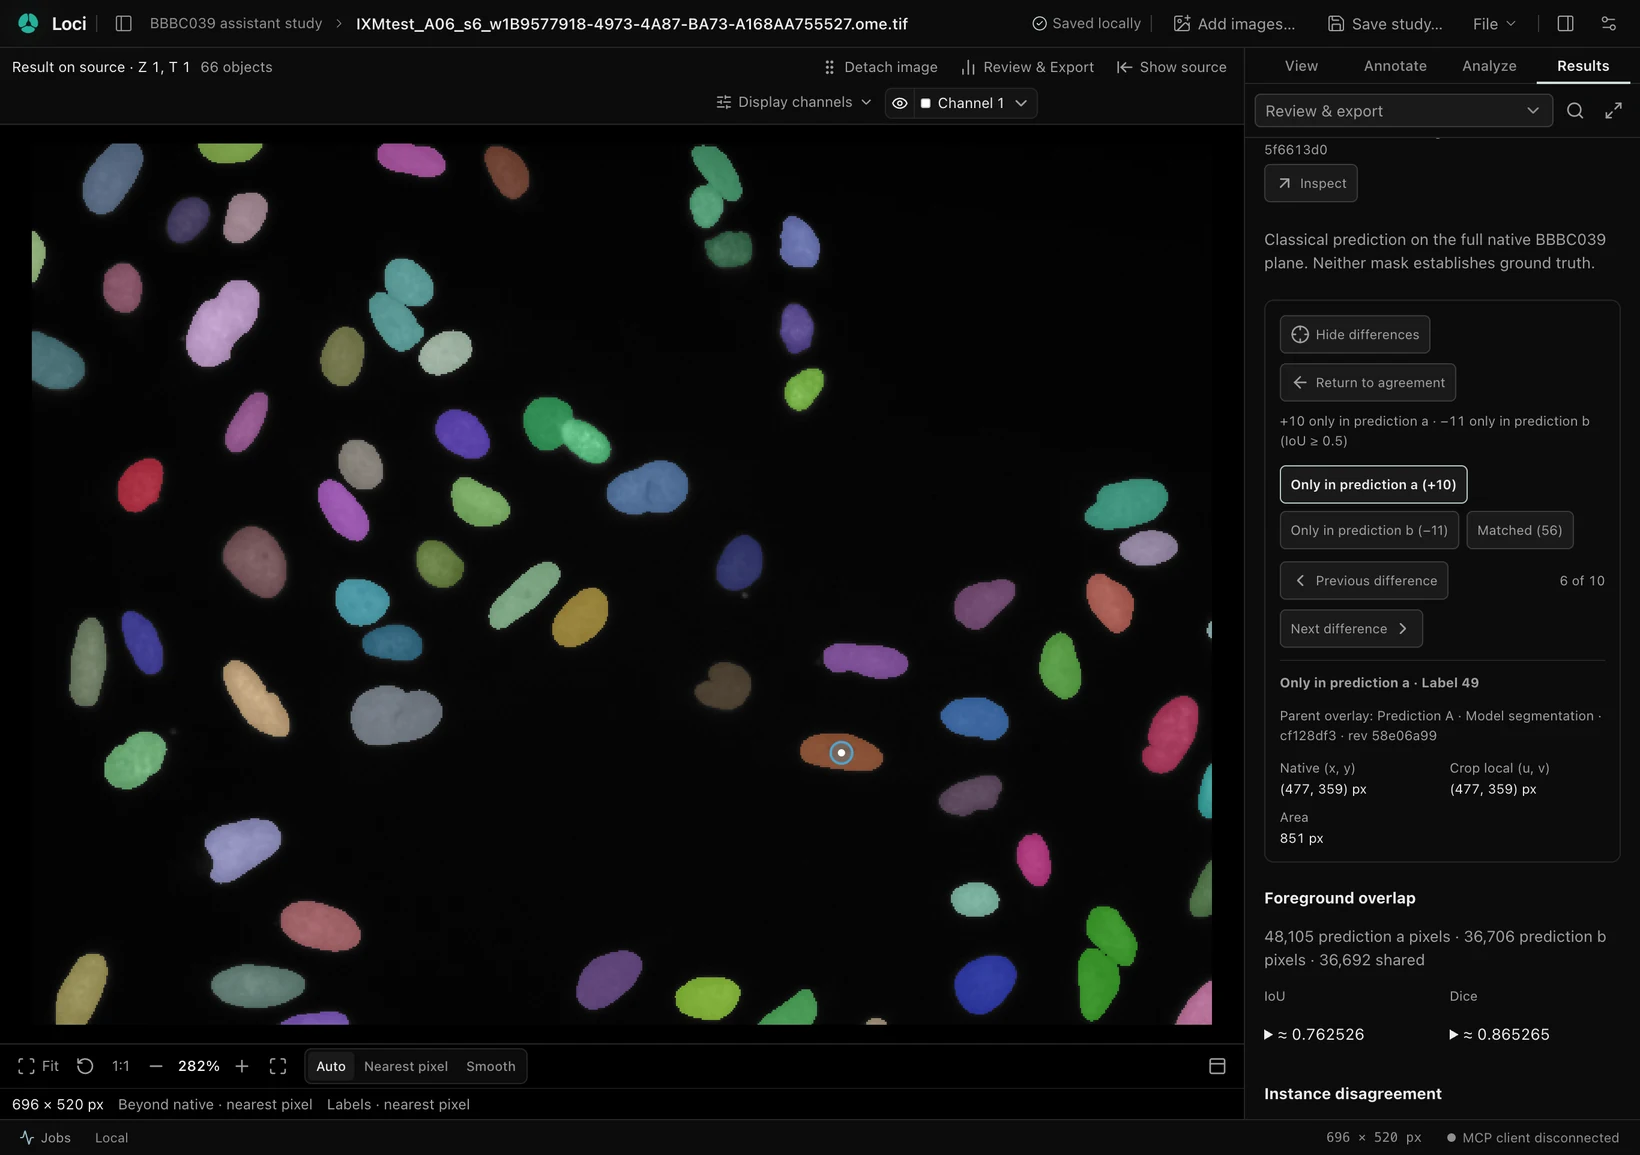 Loci
BBBC039 assistant study > IXMtest_A06_s6_w1B9577918-4973-4A87-BA73-A168AA755527.ome.tif
Saved locally
Add images...
Save study...
File
Result on source · Z 1, T 1 66 objects
Detach image
Review & Export
Show source
Display channels
Channel 1
View
Annotate
Analyze
Results
Review & export
5f6613d0
Inspect
Classical prediction on the full native BBBC039
plane. Neither mask establishes ground truth.
Hide differences
Return to agreement
+10 only in prediction a · −11 only in prediction b
(IoU ≥ 0.5)
Only in prediction a (+10)
Only in prediction b (−11)
Matched (56)
Previous difference
6 of 10
Next difference
Only in prediction a · Label 49
Parent overlay: Prediction A · Model segmentation ·
cf128df3 · rev 58e06a99
Native (x, y)
(477, 359) px
Crop local (u, v)
(477, 359) px
Area
851 px
Foreground overlap
48,105 prediction a pixels · 36,706 prediction b
pixels · 36,692 shared
IoU
≈ 0.762526
Dice
≈ 0.865265
Instance disagreement
Fit
1:1
282%
Auto
Nearest pixel
Smooth
696 × 520 px Beyond native · nearest pixel Labels · nearest pixel
Jobs
Local
696 × 520 px
MCP client disconnected